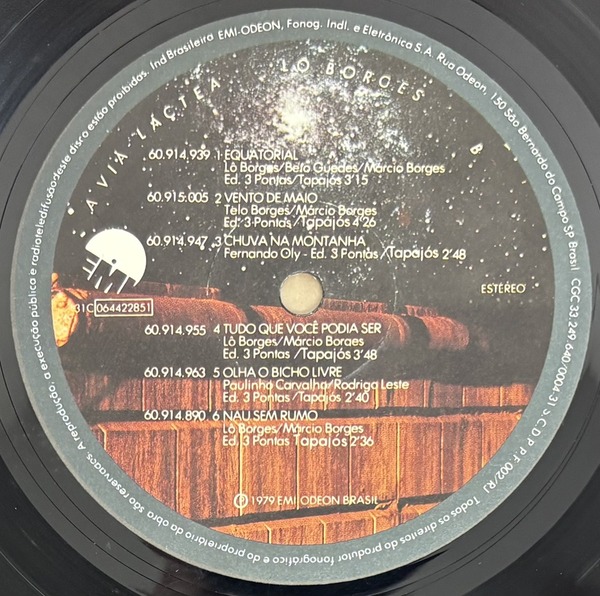 A VIA LÁCTEA LÔ BORGES
B
60.914.939 1 EQUATORIAL
Lô Borges/Beto Guedes/Márcio Borges
Ed. 3 Pontas/Tapajós 3'15
60.915.005 2 VENTO DE MAIO
Telo Borges/Márcio Borges
Ed. 3 Pontas/Tapajós 4'26
60.914.947 3 CHUVA NA MONTANHA
Fernando Oly - Ed. 3 Pontas/Tapajós 2'48
EMI
ESTÉREO
31C 064422851
60.914.955 4 TUDO QUE VOCÊ PODIA SER
Lô Borges/Márcio Borges
Ed. 3 Pontas/Tapajós 3'48
60.914.963 5 OLHA O BICHO LIVRE
Paulinho Carvalho/Rodrigo Leste
Ed. 3 Pontas/Tapajós 2'40
60.914.890 6 NAU SEM RUMO
Lô Borges/Márcio Borges
Ed. 3 Pontas Tapajós 2'36
℗ 1979 EMI ODEON BRASIL
Ind Brasileira EMI-ODEON, Fonog. Indl. e Eletrônica S.A. Rua Odeon, 150 São Bernardo do Campo SP Brasil CGC 33.249.640/0004.31 S.C.D.P. P.F 002/RJ Todos os direitos do produtor fonográfico e do proprietário da obra são reservados. A reprodução, a execução pública e radioteledifusão deste disco estão proibidas.